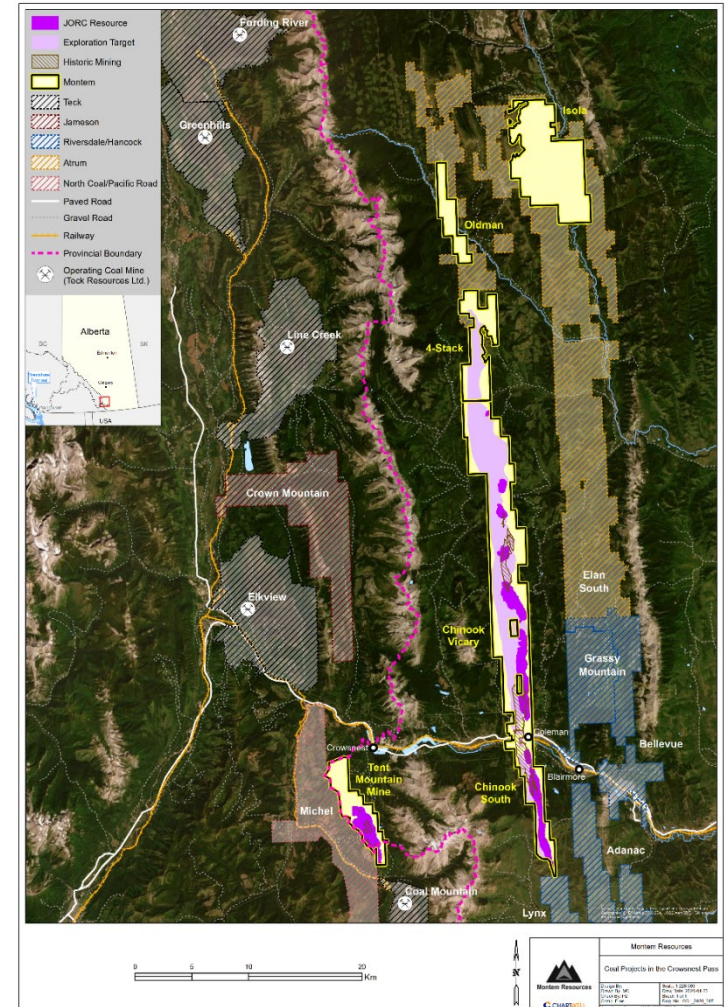 JORC Resource
Exploration Target
Historic Mining
Montem
Teck
Jameson
Riversdale/Hancock
Atrum
North Coal/Pacific Road
Paved Road
Gravel Road
Railway
Provincial Boundary
Operating Coal Mine
(Teck Resources Ltd.)
Alberta
BC
SK
Edmonton
Calgary
USA
Fording River
Greenhills
Isola
Oldman
Line Creek
4-Stack
Crown Mountain
Elkview
Elan
South
Chinook
Vicary
Grassy
Mountain
Coleman
Crowsnest
Bellevue
Blairmore
Tent
Mountain
Mine
Michel
Chinook
South
Adanac
Coal Mountain
Lynx
0 5 10 20
Km
N
Montem Resources
Montem Resources
Coal Projects in the Crowsnest Pass
CHARTWELL